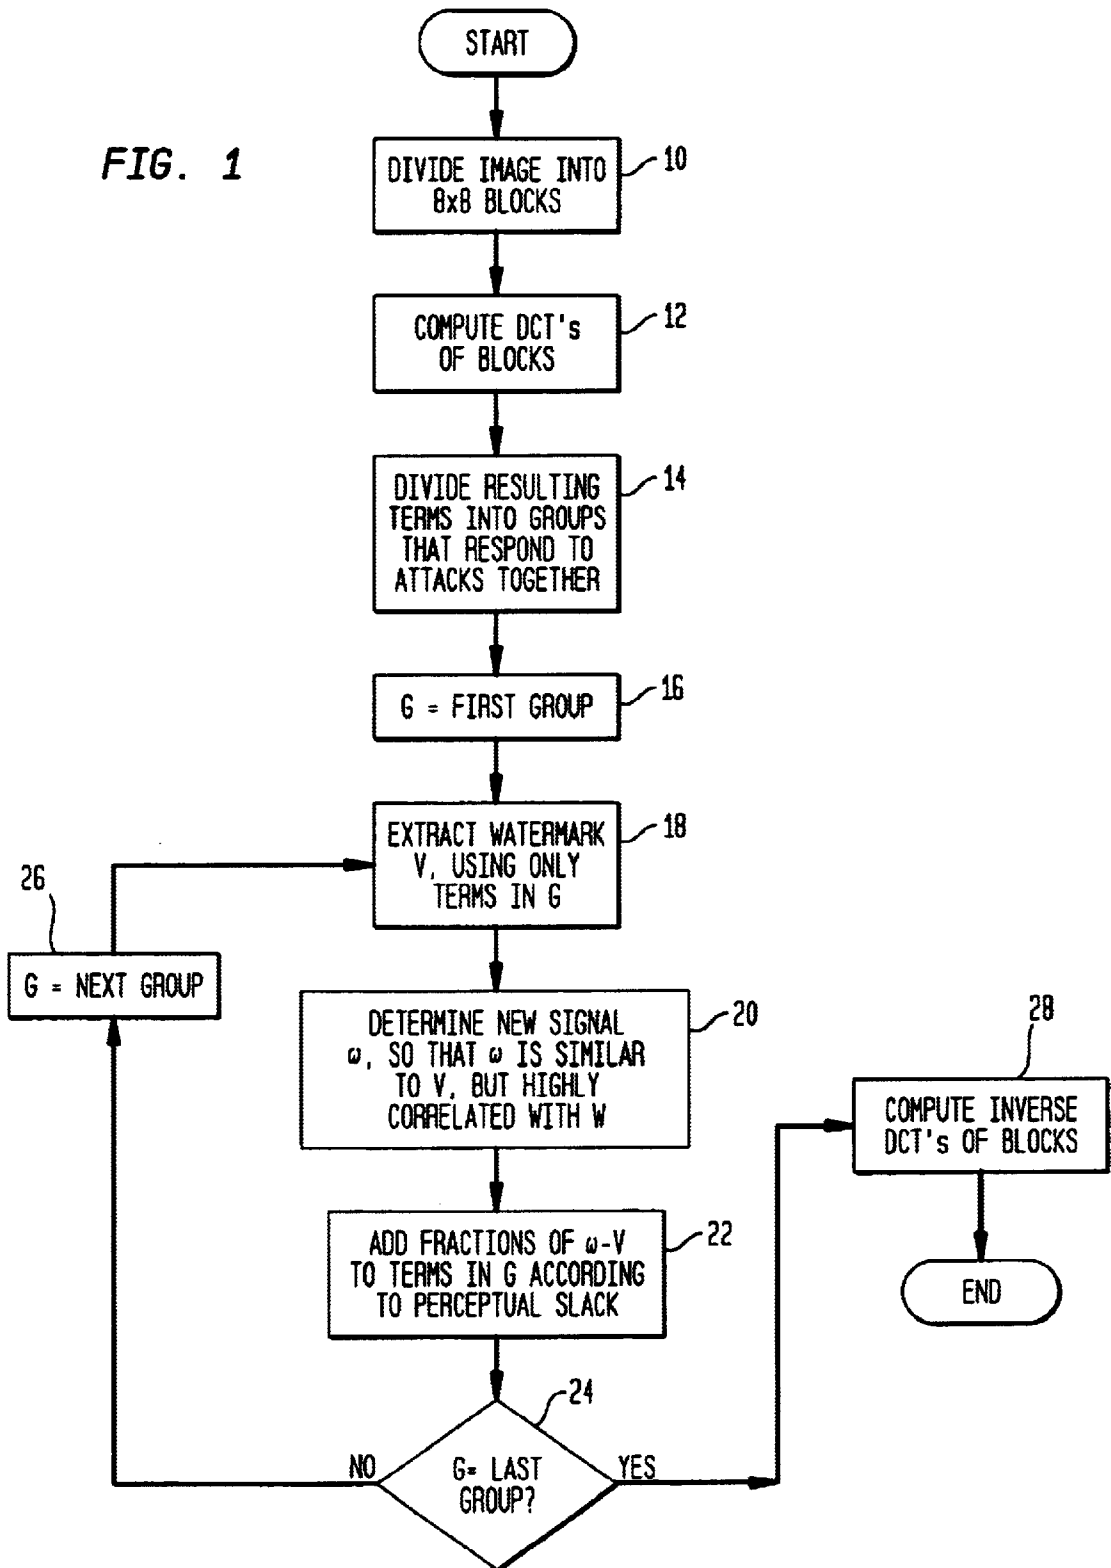 START
FIG. 1
DIVIDE IMAGE INTO
8x8 BLOCKS
10
COMPUTE DCT's
OF BLOCKS
12
DIVIDE RESULTING
TERMS INTO GROUPS
THAT RESPOND TO
ATTACKS TOGETHER
14
G = FIRST GROUP
16
EXTRACT WATERMARK
V, USING ONLY
TERMS IN G
18
26
G = NEXT GROUP
DETERMINE NEW SIGNAL
ω, SO THAT ω IS SIMILAR
TO V, BUT HIGHLY
CORRELATED WITH W
20
28
COMPUTE INVERSE
DCT's OF BLOCKS
ADD FRACTIONS OF ω-V
TO TERMS IN G ACCORDING
TO PERCEPTUAL SLACK
22
END
24
NO
G= LAST
GROUP?
YES